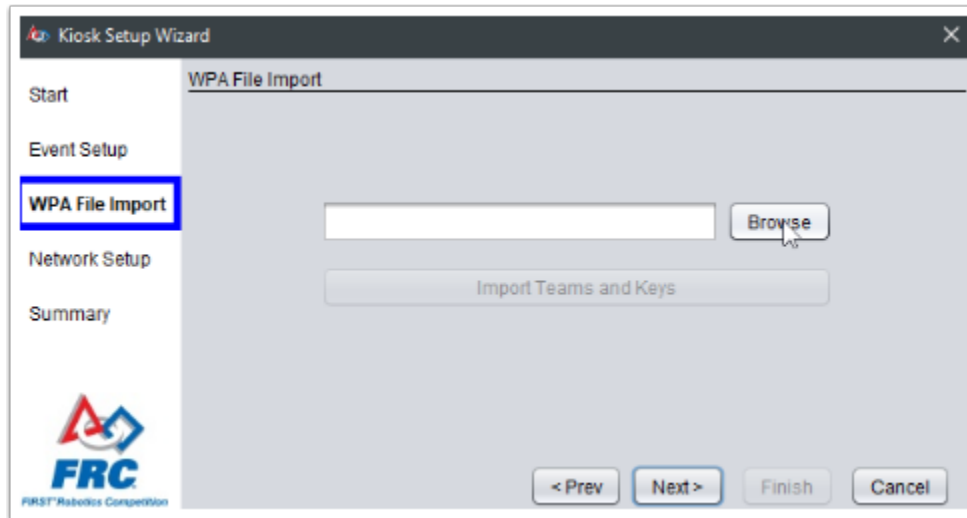 Kiosk Setup Wizard
Start
Event Setup
WPA File Import
Network Setup
Summary
WPA File Import
Browse
Import Teams and Keys
FRC
FIRST® Robotics Competition
< Prev
Next >
Finish
Cancel